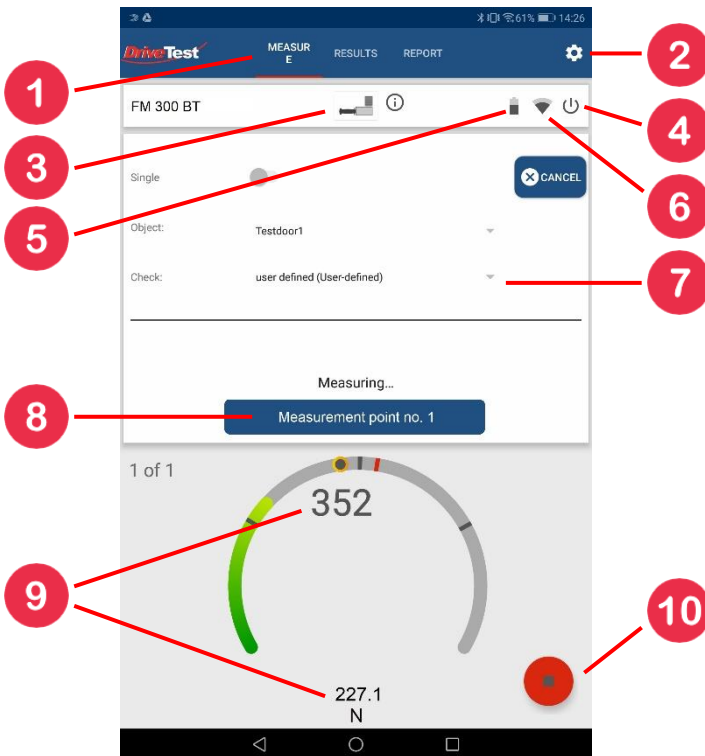 61% 14:26
DriveTest MEASUR
E RESULTS REPORT
1
2
FM 300 BT
3
4
Single
CANCEL
5
6
Object: Testdoor1
Check: user defined (User-defined)
7
Measuring...
8
Measurement point no. 1
1 of 1
352
9
10
227.1
N